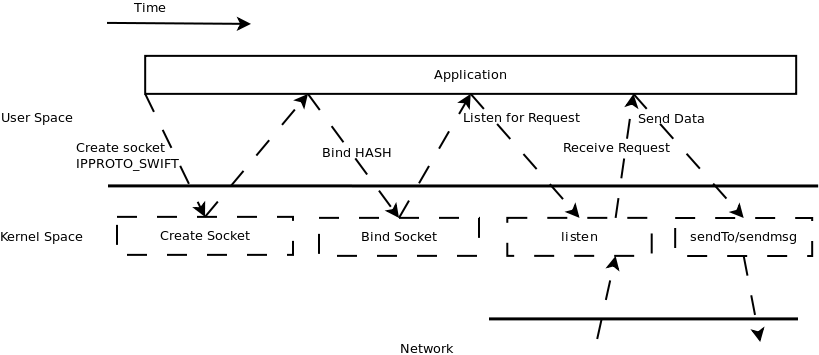 Time
Application
User Space
Listen for Request
Send Data
Create socket
IPPROTO_SWIFT
Bind HASH
Receive Request
Kernel Space
Create Socket
Bind Socket
listen
sendTo/sendmsg
Network